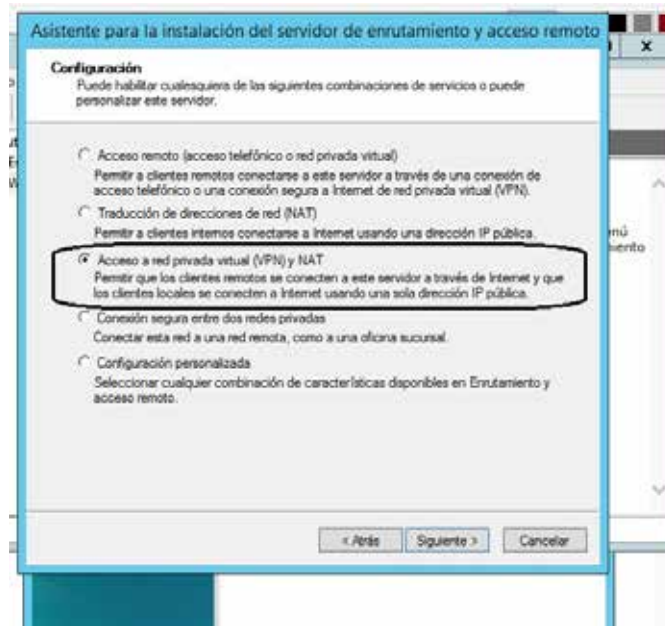 Asistente para la instalación del servidor de enrutamiento y acceso remoto
x
Configuración
Puede habilitar cualesquiera de las siguientes combinaciones de servicios o puede
personalizar este servidor.
Acceso remoto (acceso telefónico o red privada virtual)
Permitir a clientes remotos conectarse a este servidor a través de una conexión de
acceso telefónico o una conexión segura a Internet de red privada virtual (VPN).
Traducción de direcciones de red (NAT)
Permitir a clientes internos conectarse a Internet usando una dirección IP pública.
Acceso a red privada virtual (VPN) y NAT
Permitir que los clientes remotos se conecten a este servidor a través de Internet y que
los clientes locales se conecten a Internet usando una sola dirección IP pública.
Conexión segura entre dos redes privadas
Conectar esta red a una red remota, como a una oficina sucursal.
Configuración personalizada
Seleccionar cualquier combinación de características disponibles en Enrutamiento y
acceso remoto.
< Atrás Siguiente > Cancelar